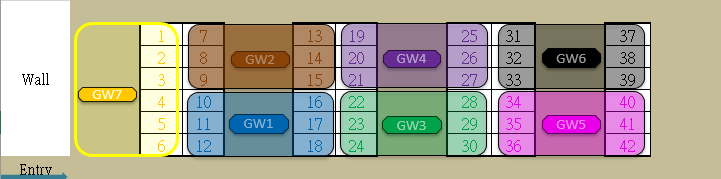 1 7 13 19 25 31 37
2 8 GW2 14 20 GW4 26 32 GW6 38
Wall 3 9 15 21 27 33 39
GW7 4 10 16 22 28 34 40
5 11 GW1 17 23 GW3 29 35 GW5 41
6 12 18 24 30 36 42
Entry